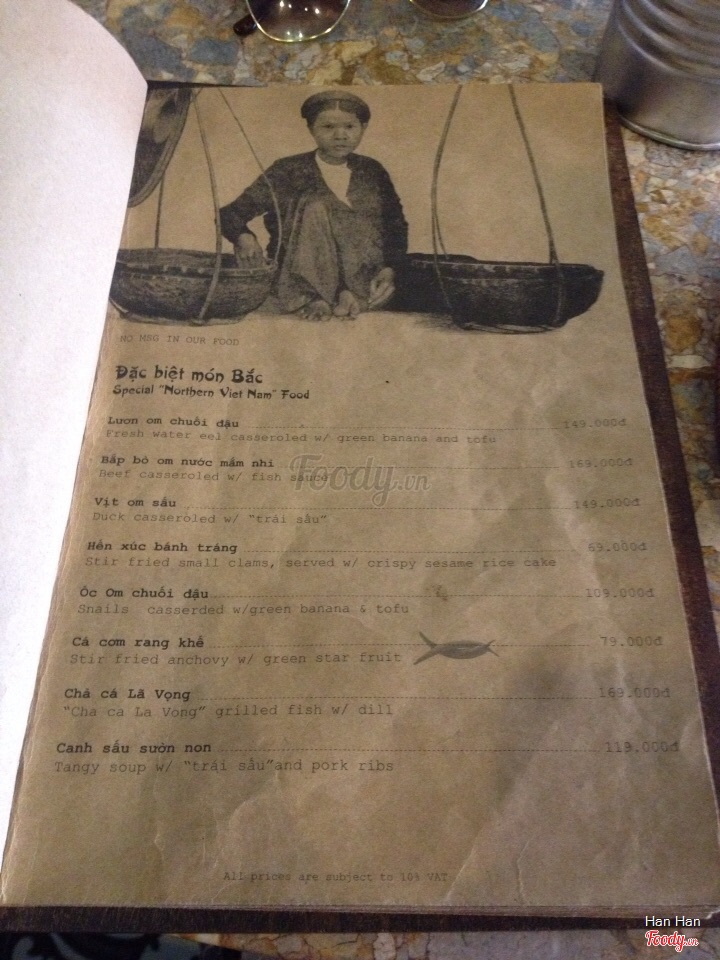 NO MSG IN OUR FOOD
Đặc biệt món Bắc
Special "Northern Viet Nam" Food
Lươn om chuối đậu 149.000đ
Fresh water eel casseroled w/ green banana and tofu
Bắp bò om nước mắm nhỉ 169.000đ
Beef casseroled w/ fish sauce
Vịt om sấu 149.000đ
Duck casseroled w/ "trái sấu"
Hến xúc bánh tráng 69.000đ
Stir fried small clams, served w/ crispy sesame rice cake
Ốc Om chuối đậu 109.000đ
Snails casserded w/green banana & tofu
Cá cơm rang khế 79.000đ
Stir fried anchovy w/ green star fruit
Chả cá Lã Vọng 169.000đ
"Cha ca La Vong" grilled fish w/ dill
Canh sấu sườn non 119.000đ
Tangy soup w/ "trái sấu"and pork ribs
All prices are subject to 10% VAT
Foody.vn
Han Han
Foody.vn